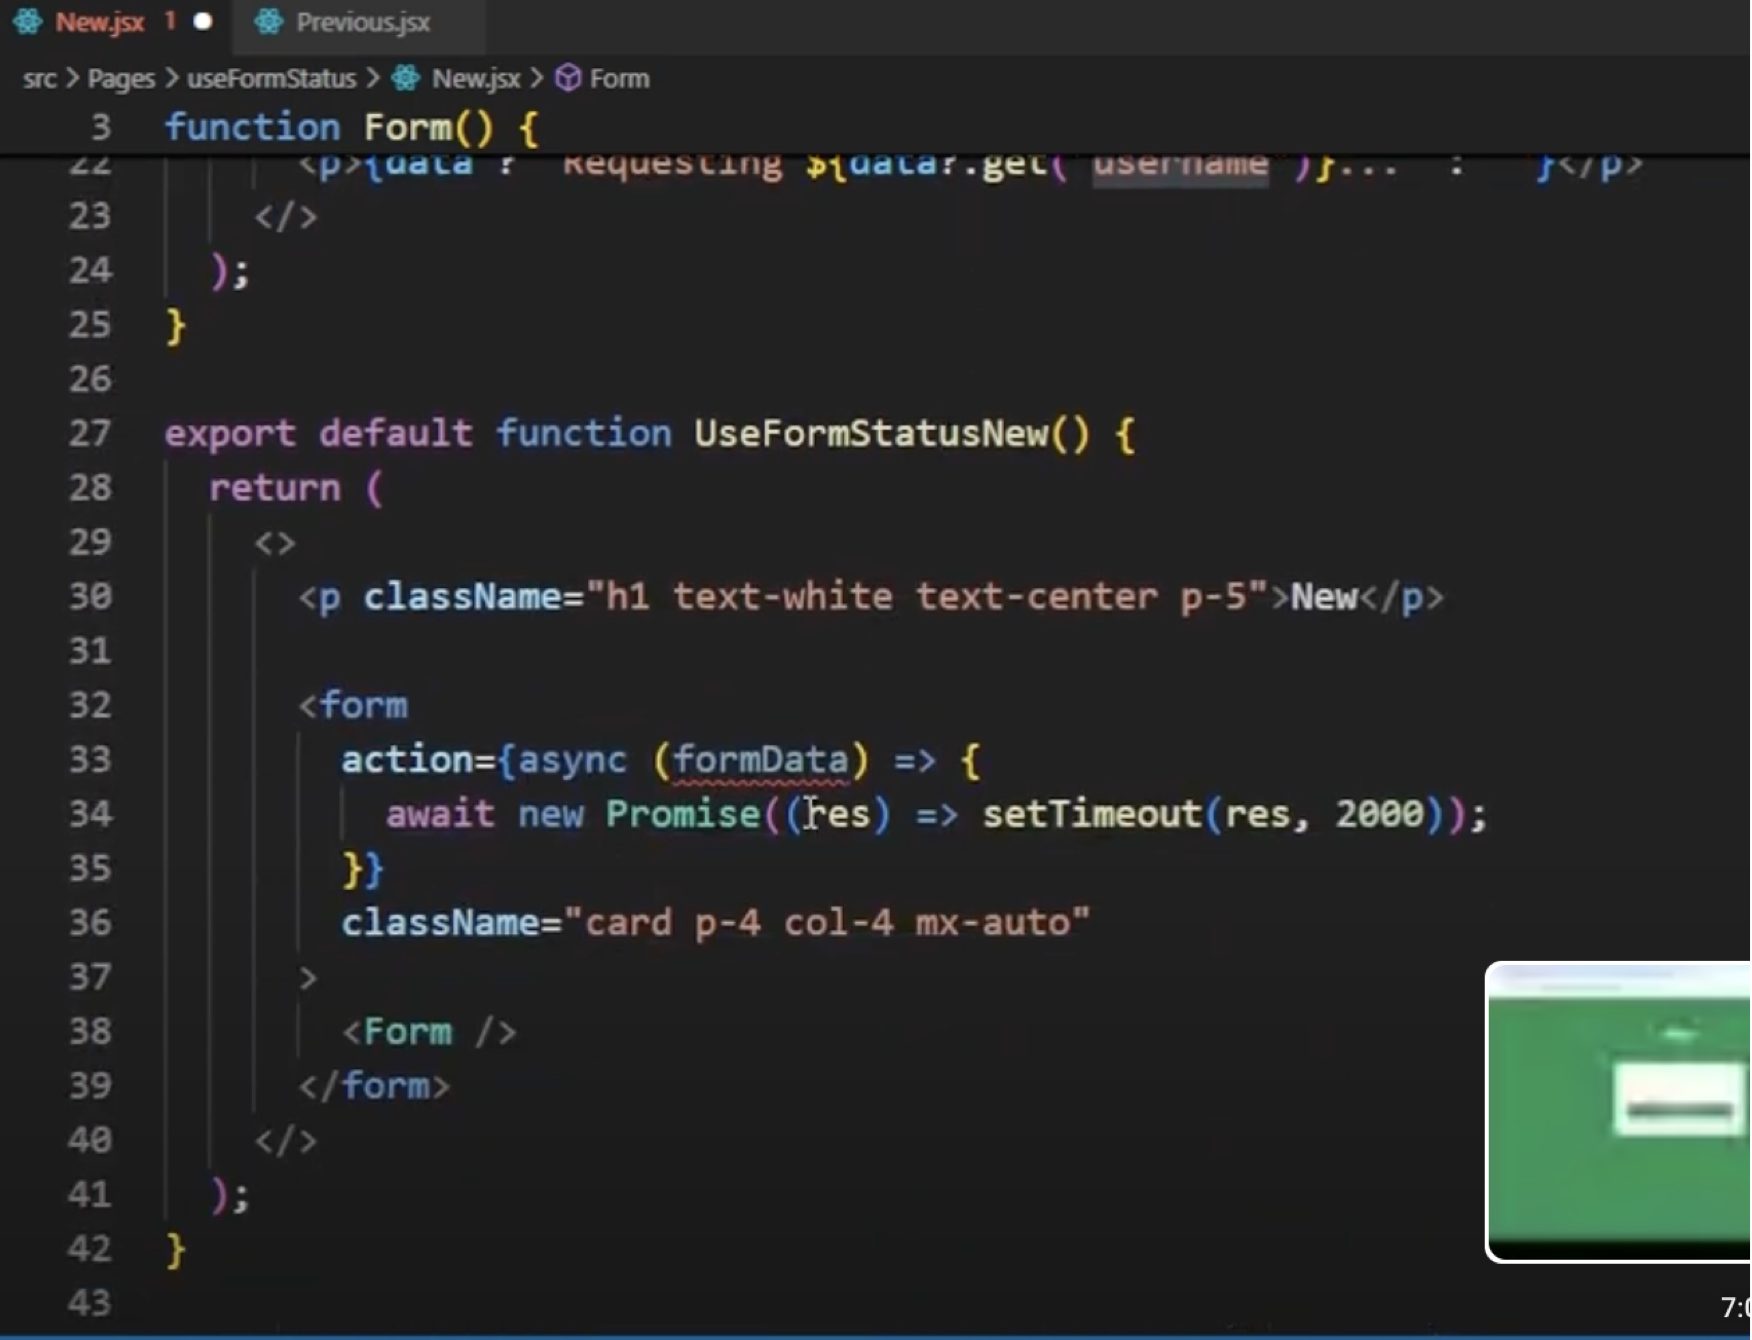 New.jsx 1 Previous.jsx
src > Pages > useFormStatus > New.jsx > Form
3 function Form() {
22 <p>{data ? Requesting ${data?.get( username )}... : }</p>
23 </>
24 );
25 }
26
27 export default function UseFormStatusNew() {
28 return (
29 <>
30 <p className="h1 text-white text-center p-5">New</p>
31
32 <form
33 action={async (formData) => {
34 await new Promise((res) => setTimeout(res, 2000));
35 }}
36 className="card p-4 col-4 mx-auto"
37 >
38 <Form />
39 </form>
40 </>
41 );
42 }
43